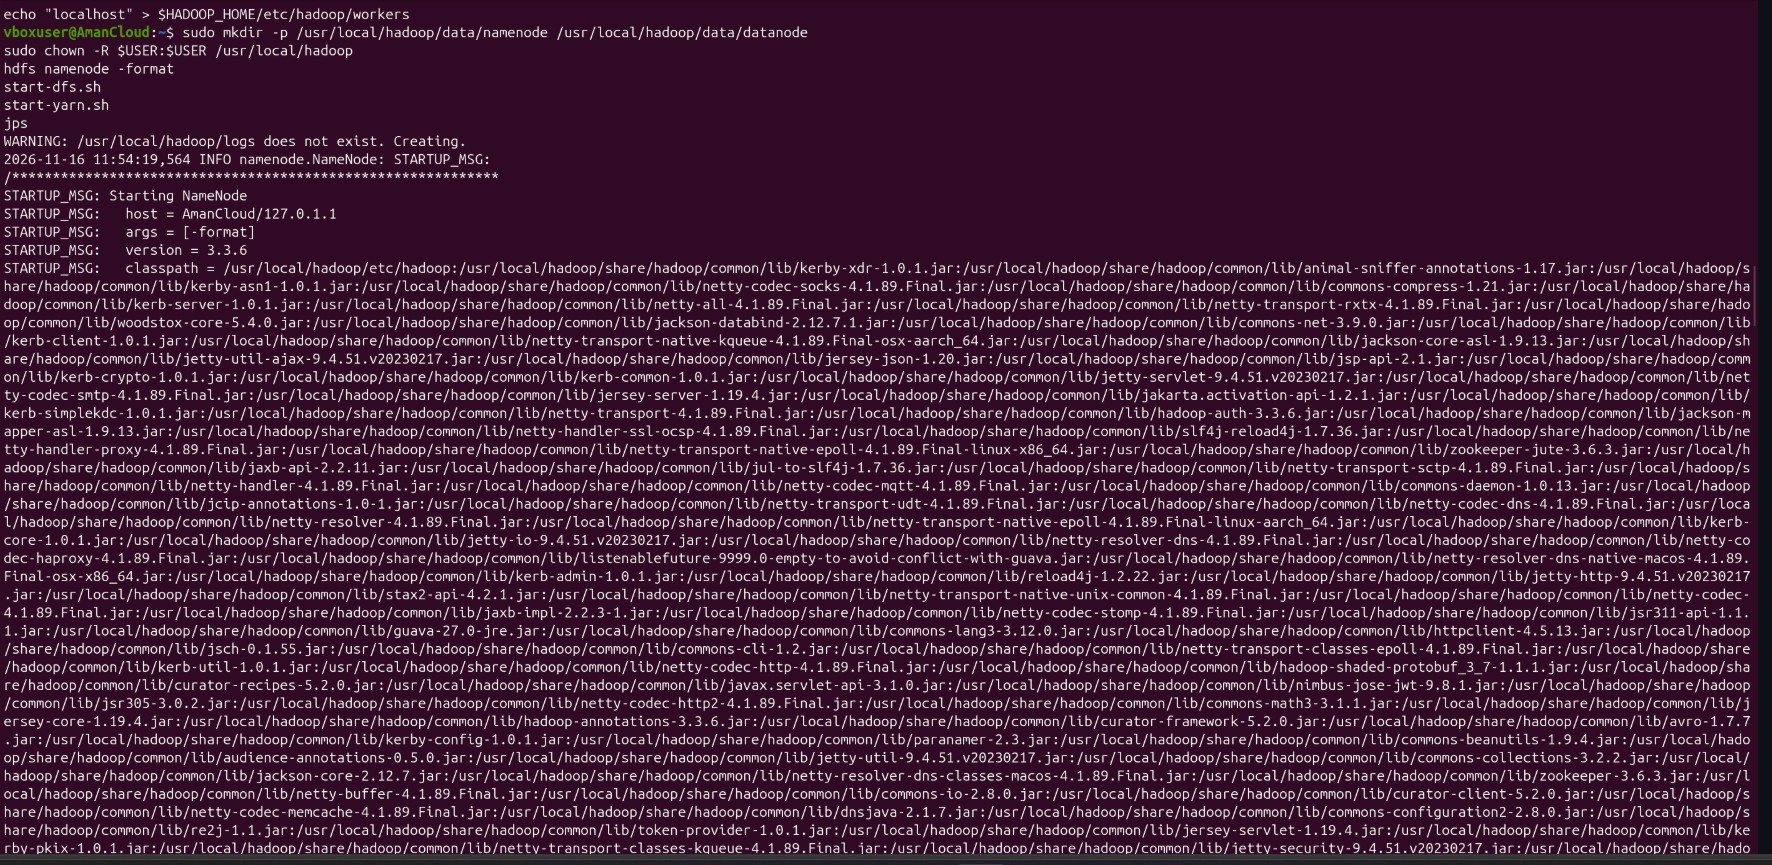 echo "localhost" > $HADOOP_HOME/etc/hadoop/workers
vboxuser@AmanCloud:~$ sudo mkdir -p /usr/local/hadoop/data/namenode /usr/local/hadoop/data/datanode
sudo chown -R $USER:$USER /usr/local/hadoop
hdfs namenode -format
start-dfs.sh
start-yarn.sh
jps
WARNING: /usr/local/hadoop/logs does not exist. Creating.
2026-11-16 11:54:19,564 INFO namenode.NameNode: STARTUP_MSG:
/************************************************************
STARTUP_MSG: Starting NameNode
STARTUP_MSG:   host = AmanCloud/127.0.1.1
STARTUP_MSG:   args = [-format]
STARTUP_MSG:   version = 3.3.6
STARTUP_MSG:   classpath = /usr/local/hadoop/etc/hadoop:/usr/local/hadoop/share/hadoop/common/lib/kerby-xdr-1.0.1.jar:/usr/local/hadoop/share/hadoop/common/lib/animal-sniffer-annotations-1.17.jar:/usr/local/hadoop/s
hare/hadoop/common/lib/kerby-asn1-1.0.1.jar:/usr/local/hadoop/share/hadoop/common/lib/netty-codec-socks-4.1.89.Final.jar:/usr/local/hadoop/share/hadoop/common/lib/commons-compress-1.21.jar:/usr/local/hadoop/share/ha
doop/common/lib/kerb-server-1.0.1.jar:/usr/local/hadoop/share/hadoop/common/lib/netty-all-4.1.89.Final.jar:/usr/local/hadoop/share/hadoop/common/lib/netty-transport-rxtx-4.1.89.Final.jar:/usr/local/hadoop/share/hado
op/common/lib/woodstox-core-5.4.0.jar:/usr/local/hadoop/share/hadoop/common/lib/jackson-databind-2.12.7.1.jar:/usr/local/hadoop/share/hadoop/common/lib/commons-net-3.9.0.jar:/usr/local/hadoop/share/hadoop/common/lib
/kerb-client-1.0.1.jar:/usr/local/hadoop/share/hadoop/common/lib/netty-transport-native-kqueue-4.1.89.Final-osx-aarch_64.jar:/usr/local/hadoop/share/hadoop/common/lib/jackson-core-asl-1.9.13.jar:/usr/local/hadoop/sh
are/hadoop/common/lib/jetty-util-ajax-9.4.51.v20230217.jar:/usr/local/hadoop/share/hadoop/common/lib/jersey-json-1.20.jar:/usr/local/hadoop/share/hadoop/common/lib/jsp-api-2.1.jar:/usr/local/hadoop/share/hadoop/comm
on/lib/kerb-crypto-1.0.1.jar:/usr/local/hadoop/share/hadoop/common/lib/kerb-common-1.0.1.jar:/usr/local/hadoop/share/hadoop/common/lib/jetty-servlet-9.4.51.v20230217.jar:/usr/local/hadoop/share/hadoop/common/lib/net
ty-codec-smtp-4.1.89.Final.jar:/usr/local/hadoop/share/hadoop/common/lib/jersey-server-1.19.4.jar:/usr/local/hadoop/share/hadoop/common/lib/jakarta.activation-api-1.2.1.jar:/usr/local/hadoop/share/hadoop/common/lib/
kerb-simplekdc-1.0.1.jar:/usr/local/hadoop/share/hadoop/common/lib/netty-transport-4.1.89.Final.jar:/usr/local/hadoop/share/hadoop/common/lib/hadoop-auth-3.3.6.jar:/usr/local/hadoop/share/hadoop/common/lib/jackson-m
apper-asl-1.9.13.jar:/usr/local/hadoop/share/hadoop/common/lib/netty-handler-ssl-ocsp-4.1.89.Final.jar:/usr/local/hadoop/share/hadoop/common/lib/slf4j-reload4j-1.7.36.jar:/usr/local/hadoop/share/hadoop/common/lib/ne
tty-handler-proxy-4.1.89.Final.jar:/usr/local/hadoop/share/hadoop/common/lib/netty-transport-native-epoll-4.1.89.Final-linux-x86_64.jar:/usr/local/hadoop/share/hadoop/common/lib/zookeeper-jute-3.6.3.jar:/usr/local/h
adoop/share/hadoop/common/lib/jaxb-api-2.2.11.jar:/usr/local/hadoop/share/hadoop/common/lib/jul-to-slf4j-1.7.36.jar:/usr/local/hadoop/share/hadoop/common/lib/netty-transport-sctp-4.1.89.Final.jar:/usr/local/hadoop/s
hare/hadoop/common/lib/netty-handler-4.1.89.Final.jar:/usr/local/hadoop/share/hadoop/common/lib/netty-codec-mqtt-4.1.89.Final.jar:/usr/local/hadoop/share/hadoop/common/lib/commons-daemon-1.0.13.jar:/usr/local/hadoop
/share/hadoop/common/lib/jcip-annotations-1.0-1.jar:/usr/local/hadoop/share/hadoop/common/lib/netty-transport-udt-4.1.89.Final.jar:/usr/local/hadoop/share/hadoop/common/lib/netty-codec-dns-4.1.89.Final.jar:/usr/loca
l/hadoop/share/hadoop/common/lib/netty-resolver-4.1.89.Final.jar:/usr/local/hadoop/share/hadoop/common/lib/netty-transport-native-epoll-4.1.89.Final-linux-aarch_64.jar:/usr/local/hadoop/share/hadoop/common/lib/kerb-
core-1.0.1.jar:/usr/local/hadoop/share/hadoop/common/lib/jetty-io-9.4.51.v20230217.jar:/usr/local/hadoop/share/hadoop/common/lib/netty-resolver-dns-4.1.89.Final.jar:/usr/local/hadoop/share/hadoop/common/lib/netty-co
dec-haproxy-4.1.89.Final.jar:/usr/local/hadoop/share/hadoop/common/lib/listenablefuture-9999.0-empty-to-avoid-conflict-with-guava.jar:/usr/local/hadoop/share/hadoop/common/lib/netty-resolver-dns-native-macos-4.1.89.
Final-osx-x86_64.jar:/usr/local/hadoop/share/hadoop/common/lib/kerb-admin-1.0.1.jar:/usr/local/hadoop/share/hadoop/common/lib/reload4j-1.2.22.jar:/usr/local/hadoop/share/hadoop/common/lib/jetty-http-9.4.51.v20230217
.jar:/usr/local/hadoop/share/hadoop/common/lib/stax2-api-4.2.1.jar:/usr/local/hadoop/share/hadoop/common/lib/netty-transport-native-unix-common-4.1.89.Final.jar:/usr/local/hadoop/share/hadoop/common/lib/netty-codec-
4.1.89.Final.jar:/usr/local/hadoop/share/hadoop/common/lib/jaxb-impl-2.2.3-1.jar:/usr/local/hadoop/share/hadoop/common/lib/netty-codec-stomp-4.1.89.Final.jar:/usr/local/hadoop/share/hadoop/common/lib/jsr311-api-1.1.
1.jar:/usr/local/hadoop/share/hadoop/common/lib/guava-27.0-jre.jar:/usr/local/hadoop/share/hadoop/common/lib/commons-lang3-3.12.0.jar:/usr/local/hadoop/share/hadoop/common/lib/httpclient-4.5.13.jar:/usr/local/hadoop
/share/hadoop/common/lib/jsch-0.1.55.jar:/usr/local/hadoop/share/hadoop/common/lib/commons-cli-1.2.jar:/usr/local/hadoop/share/hadoop/common/lib/netty-transport-classes-epoll-4.1.89.Final.jar:/usr/local/hadoop/share
/hadoop/common/lib/kerb-util-1.0.1.jar:/usr/local/hadoop/share/hadoop/common/lib/netty-codec-http-4.1.89.Final.jar:/usr/local/hadoop/share/hadoop/common/lib/hadoop-shaded-protobuf_3_7-1.1.1.jar:/usr/local/hadoop/sha
re/hadoop/common/lib/curator-recipes-5.2.0.jar:/usr/local/hadoop/share/hadoop/common/lib/javax.servlet-api-3.1.0.jar:/usr/local/hadoop/share/hadoop/common/lib/nimbus-jose-jwt-9.8.1.jar:/usr/local/hadoop/share/hadoop
/common/lib/jsr305-3.0.2.jar:/usr/local/hadoop/share/hadoop/common/lib/netty-codec-http2-4.1.89.Final.jar:/usr/local/hadoop/share/hadoop/common/lib/commons-math3-3.1.1.jar:/usr/local/hadoop/share/hadoop/common/lib/j
ersey-core-1.19.4.jar:/usr/local/hadoop/share/hadoop/common/lib/hadoop-annotations-3.3.6.jar:/usr/local/hadoop/share/hadoop/common/lib/curator-framework-5.2.0.jar:/usr/local/hadoop/share/hadoop/common/lib/avro-1.7.7
.jar:/usr/local/hadoop/share/hadoop/common/lib/kerby-config-1.0.1.jar:/usr/local/hadoop/share/hadoop/common/lib/paranamer-2.3.jar:/usr/local/hadoop/share/hadoop/common/lib/commons-beanutils-1.9.4.jar:/usr/local/hado
op/share/hadoop/common/lib/audience-annotations-0.5.0.jar:/usr/local/hadoop/share/hadoop/common/lib/jetty-util-9.4.51.v20230217.jar:/usr/local/hadoop/share/hadoop/common/lib/commons-collections-3.2.2.jar:/usr/local/
hadoop/share/hadoop/common/lib/jackson-core-2.12.7.jar:/usr/local/hadoop/share/hadoop/common/lib/netty-resolver-dns-classes-macos-4.1.89.Final.jar:/usr/local/hadoop/share/hadoop/common/lib/zookeeper-3.6.3.jar:/usr/l
ocal/hadoop/share/hadoop/common/lib/netty-buffer-4.1.89.Final.jar:/usr/local/hadoop/share/hadoop/common/lib/commons-io-2.8.0.jar:/usr/local/hadoop/share/hadoop/common/lib/curator-client-5.2.0.jar:/usr/local/hadoop/s
hare/hadoop/common/lib/netty-codec-memcache-4.1.89.Final.jar:/usr/local/hadoop/share/hadoop/common/lib/dnsjava-2.1.7.jar:/usr/local/hadoop/share/hadoop/common/lib/commons-configuration2-2.8.0.jar:/usr/local/hadoop/s
hare/hadoop/common/lib/re2j-1.1.jar:/usr/local/hadoop/share/hadoop/common/lib/token-provider-1.0.1.jar:/usr/local/hadoop/share/hadoop/common/lib/jersey-servlet-1.19.4.jar:/usr/local/hadoop/share/hadoop/common/lib/ke
rby-pkix-1.0.1.jar:/usr/local/hadoop/share/hadoop/common/lib/netty-transport-classes-kqueue-4.1.89.Final.jar:/usr/local/hadoop/share/hadoop/common/lib/jetty-security-9.4.51.v20230217.jar:/usr/local/hadoop/share/hado